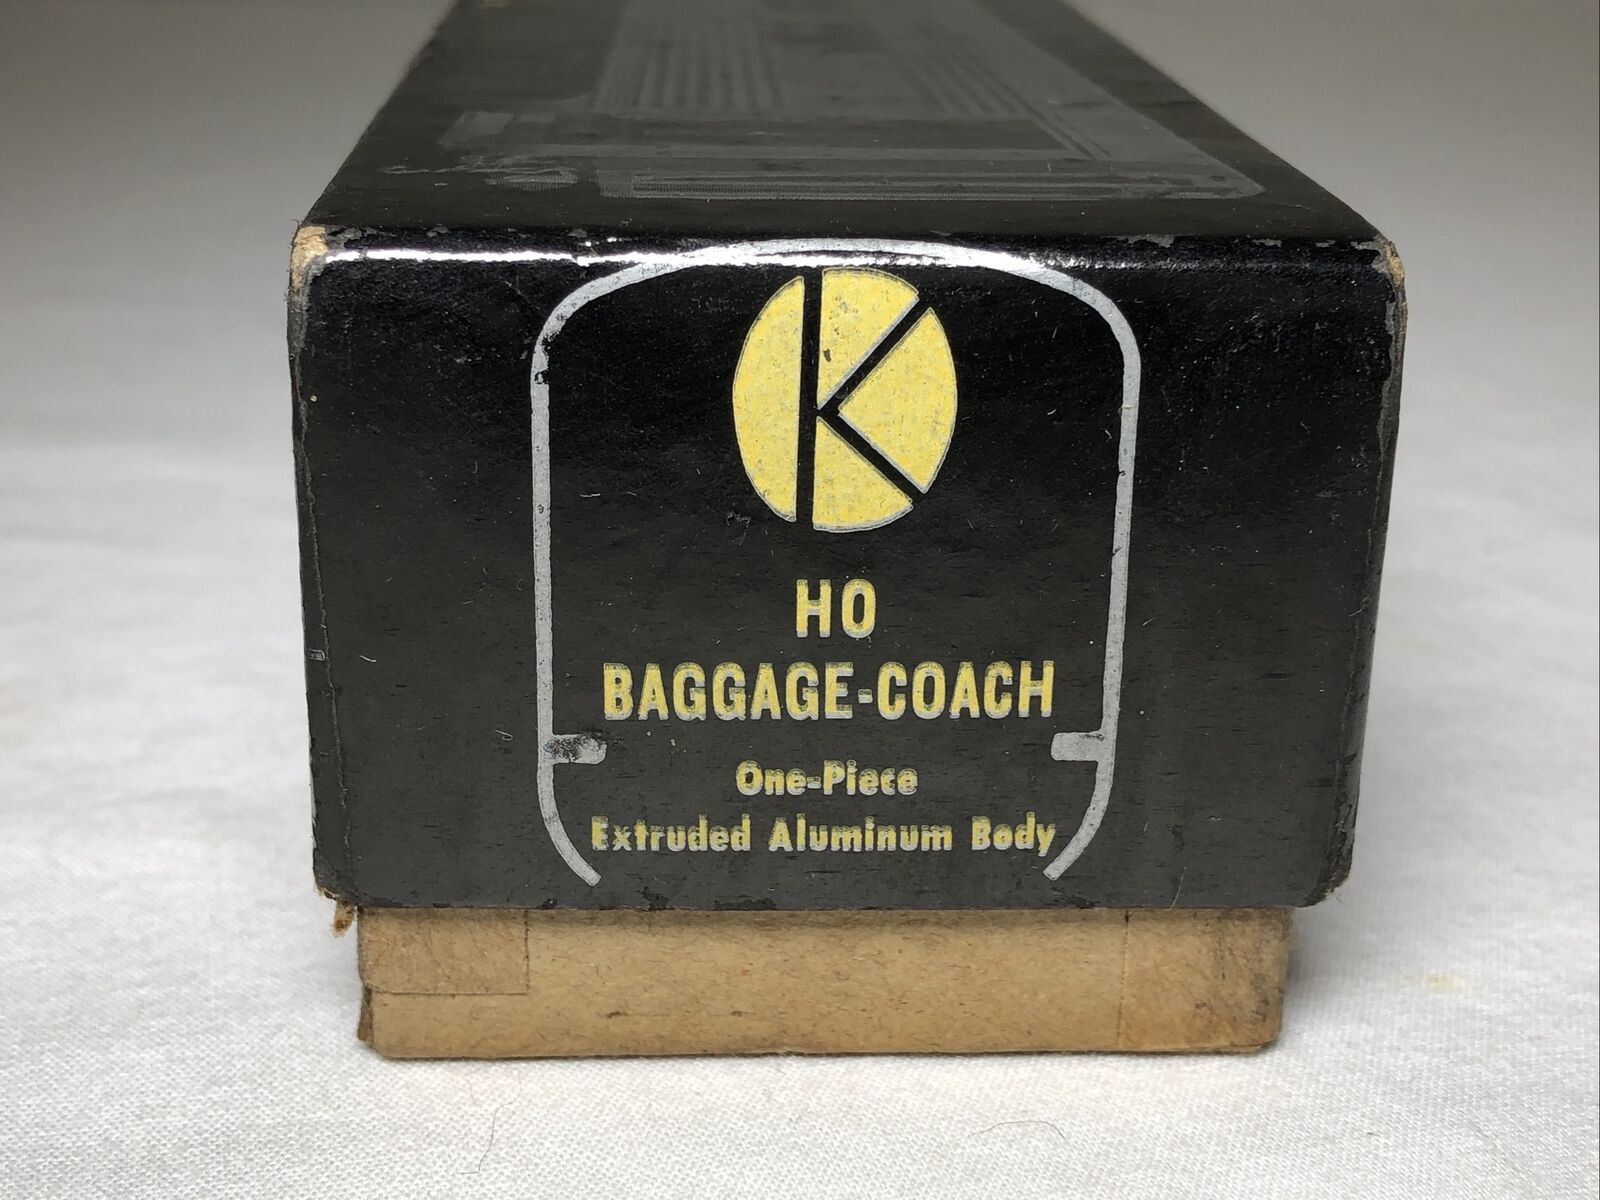 K
HO
BAGGAGE-COACH
One-Piece
Extruded Aluminum Body